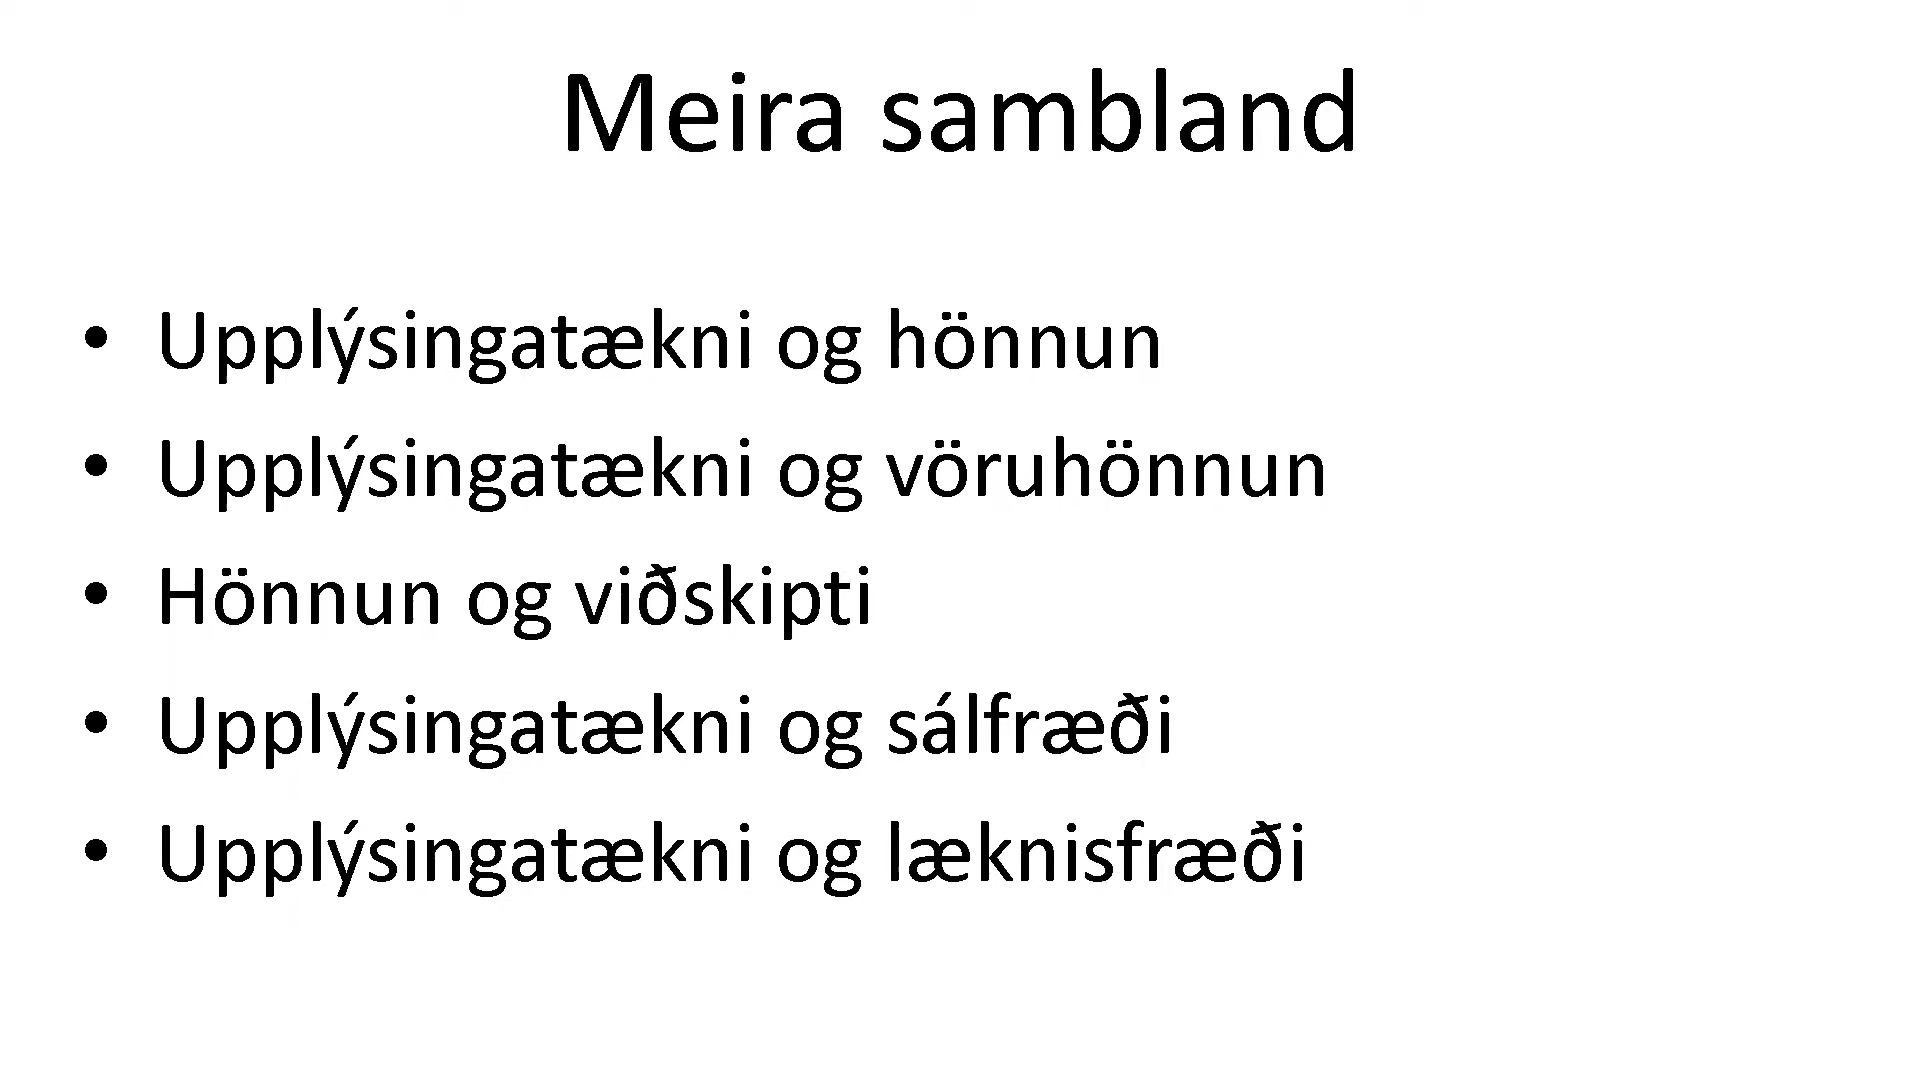 Meira sambland
• Upplýsingatækni og hönnun
• Upplýsingatækni og vöruhönnun
• Hönnun og viðskipti
• Upplýsingatækni og sálfræði
• Upplýsingatækni og læknisfræði